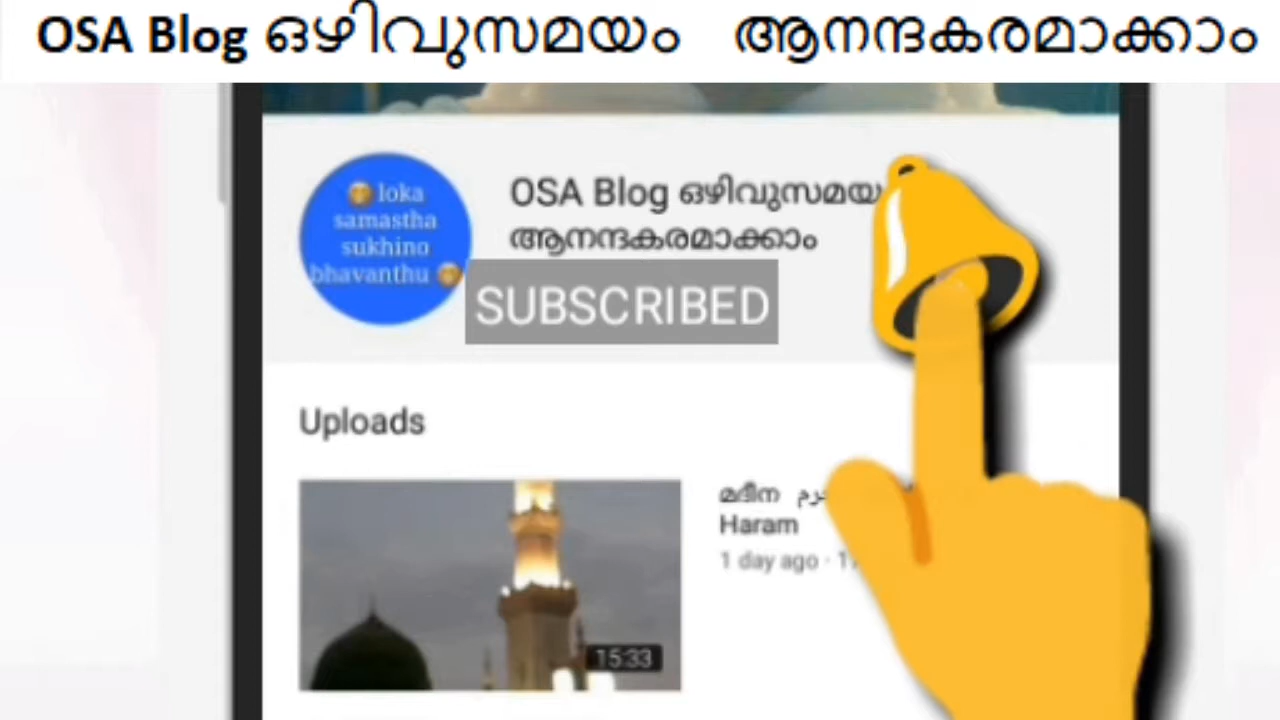 OSA Blog ഒഴിവുസമയം ആനന്ദകരമാക്കാം
loka
samastha
sukhino
bhavanthu
OSA Blog ഒഴിവുസമയ
ആനന്ദകരമാക്കാം
SUBSCRIBED
Uploads
മദീന
Haram
1 day ago ·
15:33